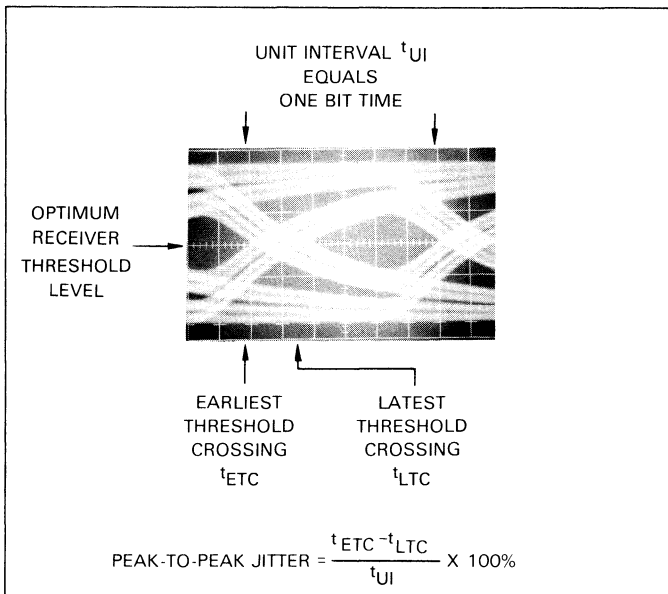 UNIT INTERVAL tUI
EQUALS
ONE BIT TIME
OPTIMUM
RECEIVER
THRESHOLD
LEVEL
EARLIEST
THRESHOLD
CROSSING
tETC
LATEST
THRESHOLD
CROSSING
tLTC
PEAK-TO-PEAK JITTER = tETC - tLTC / tUI X 100%